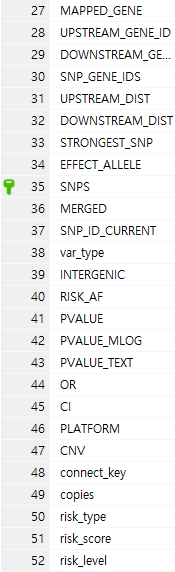 27 MAPPED_GENE
28 UPSTREAM_GENE_ID
29 DOWNSTREAM_GE...
30 SNP_GENE_IDS
31 UPSTREAM_DIST
32 DOWNSTREAM_DIST
33 STRONGEST_SNP
34 EFFECT_ALLELE
35 SNPS
36 MERGED
37 SNP_ID_CURRENT
38 var_type
39 INTERGENIC
40 RISK_AF
41 PVALUE
42 PVALUE_MLOG
43 PVALUE_TEXT
44 OR
45 CI
46 PLATFORM
47 CNV
48 connect_key
49 copies
50 risk_type
51 risk_score
52 risk_level